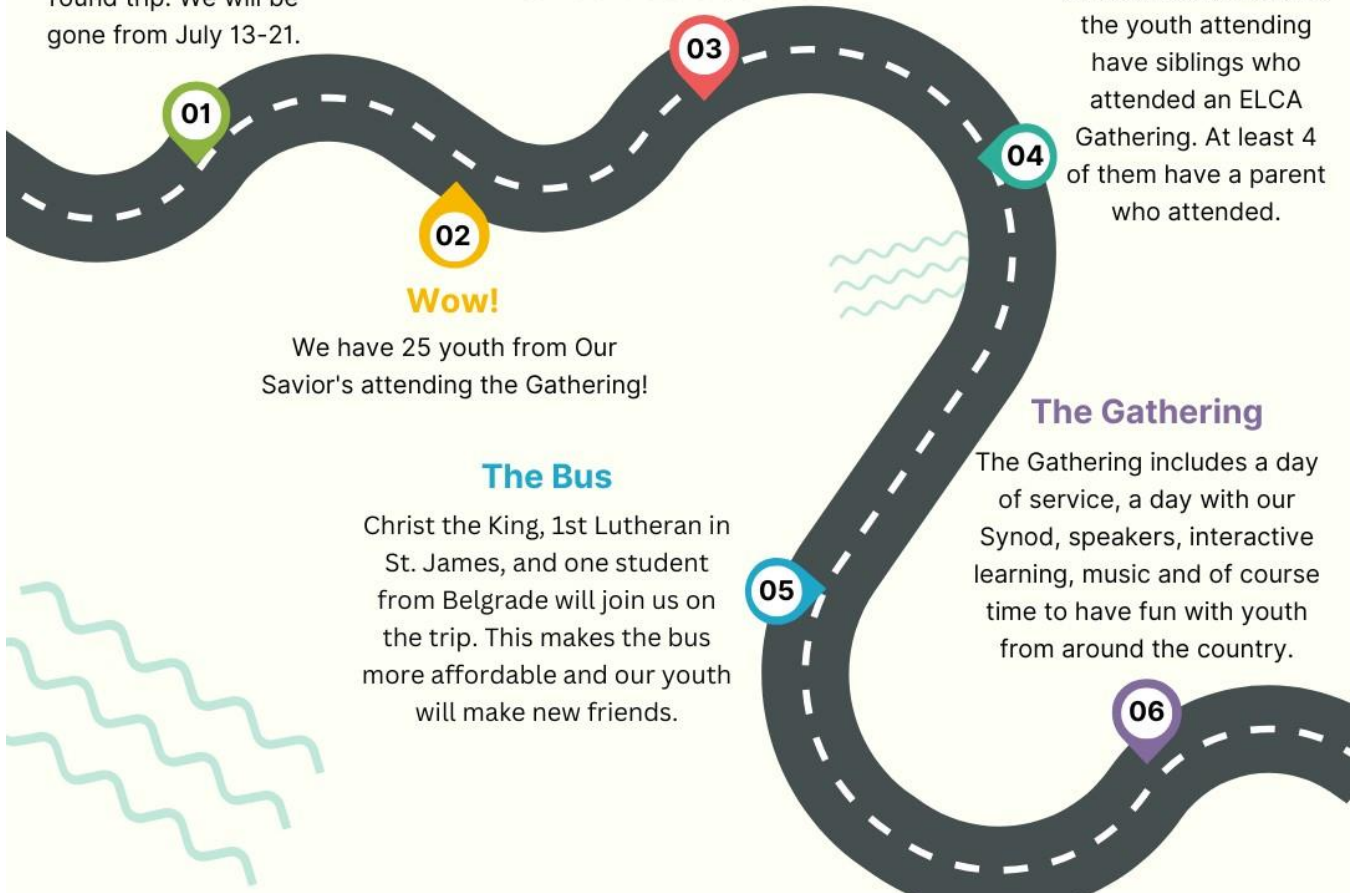 round trip. We will be
gone from July 13-21.
01
03
the youth attending
have siblings who
attended an ELCA
Gathering. At least 4
of them have a parent
who attended.
04
02
Wow!
We have 25 youth from Our
Savior's attending the Gathering!
The Bus
Christ the King, 1st Lutheran in
St. James, and one student
from Belgrade will join us on
the trip. This makes the bus
more affordable and our youth
will make new friends.
05
The Gathering
The Gathering includes a day
of service, a day with our
Synod, speakers, interactive
learning, music and of course
time to have fun with youth
from around the country.
06